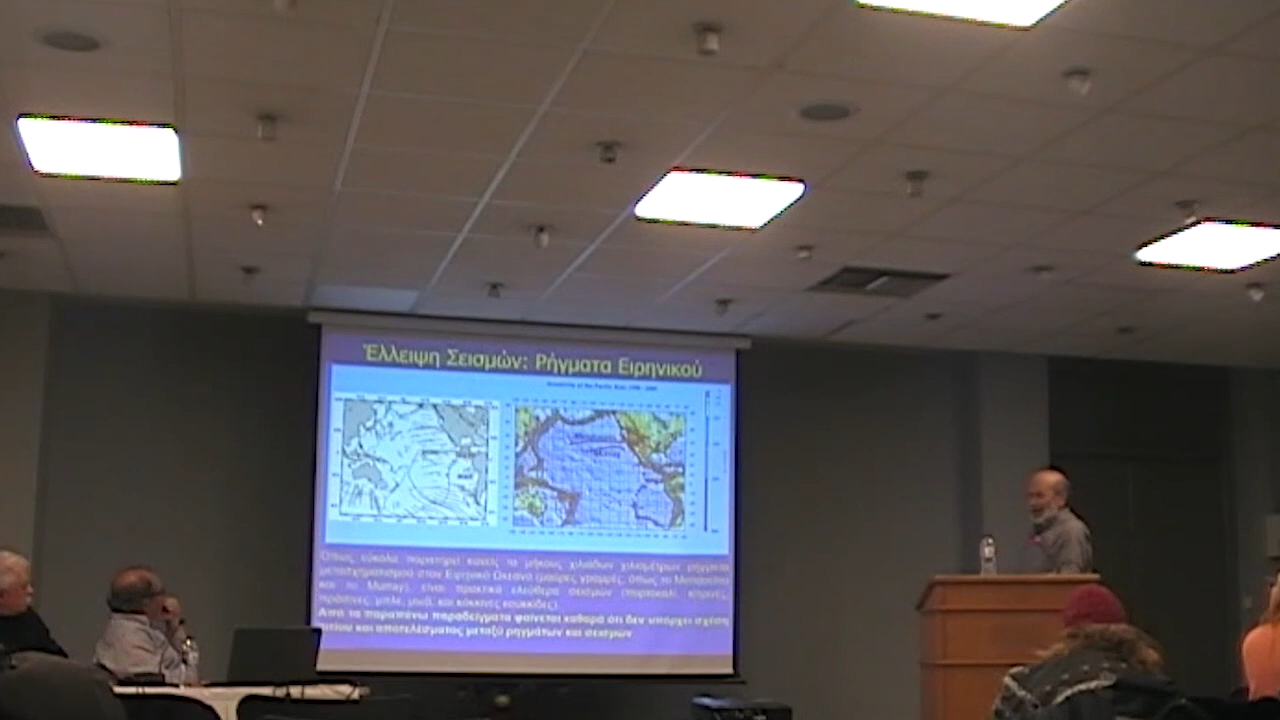 Έλλειψη Σεισμών: Ρήγματα Ειρηνικού
Όπως εύκολα παρατηρεί κανείς τα μήκους χιλιάδων χιλιομέτρων ρήγματα
μετασχηματισμού στον Ειρηνικό Ωκεανό (μαύρες γραμμές, όπως το Mendocino
και το Murray), είναι πρακτικά ελεύθερα σεισμών (πορτοκαλί, κίτρινες,
πράσινες, μπλε, μωβ, και κόκκινες κουκκίδες).
Από τα παραπάνω παραδείγματα φαίνεται καθαρά ότι δεν υπάρχει σχέση
αιτίου και αποτελέσματος μεταξύ ρηγμάτων και σεισμών